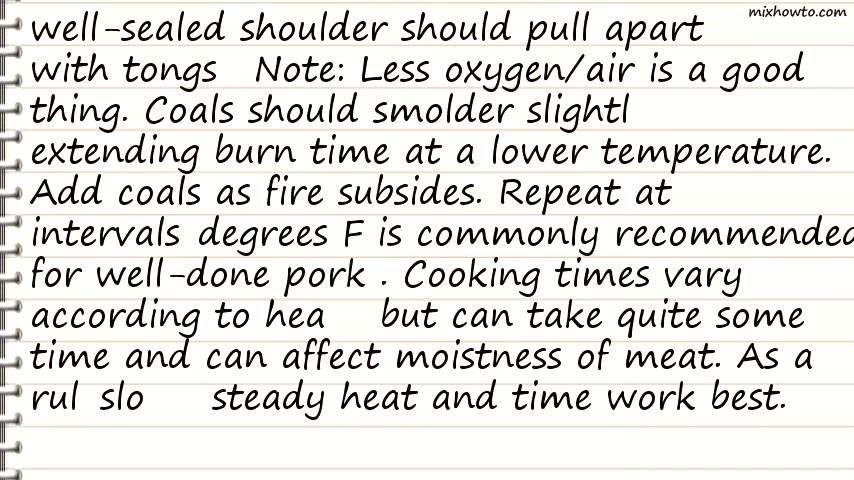 mixhowto.com
well-sealed shoulder should pull apart
with tongs Note: Less oxygen/air is a good
thing. Coals should smolder slightl
extending burn time at a lower temperature.
Add coals as fire subsides. Repeat at
intervals degrees F is commonly recommended
for well-done pork . Cooking times vary
according to hea but can take quite some
time and can affect moistness of meat. As a
rul slo steady heat and time work best.